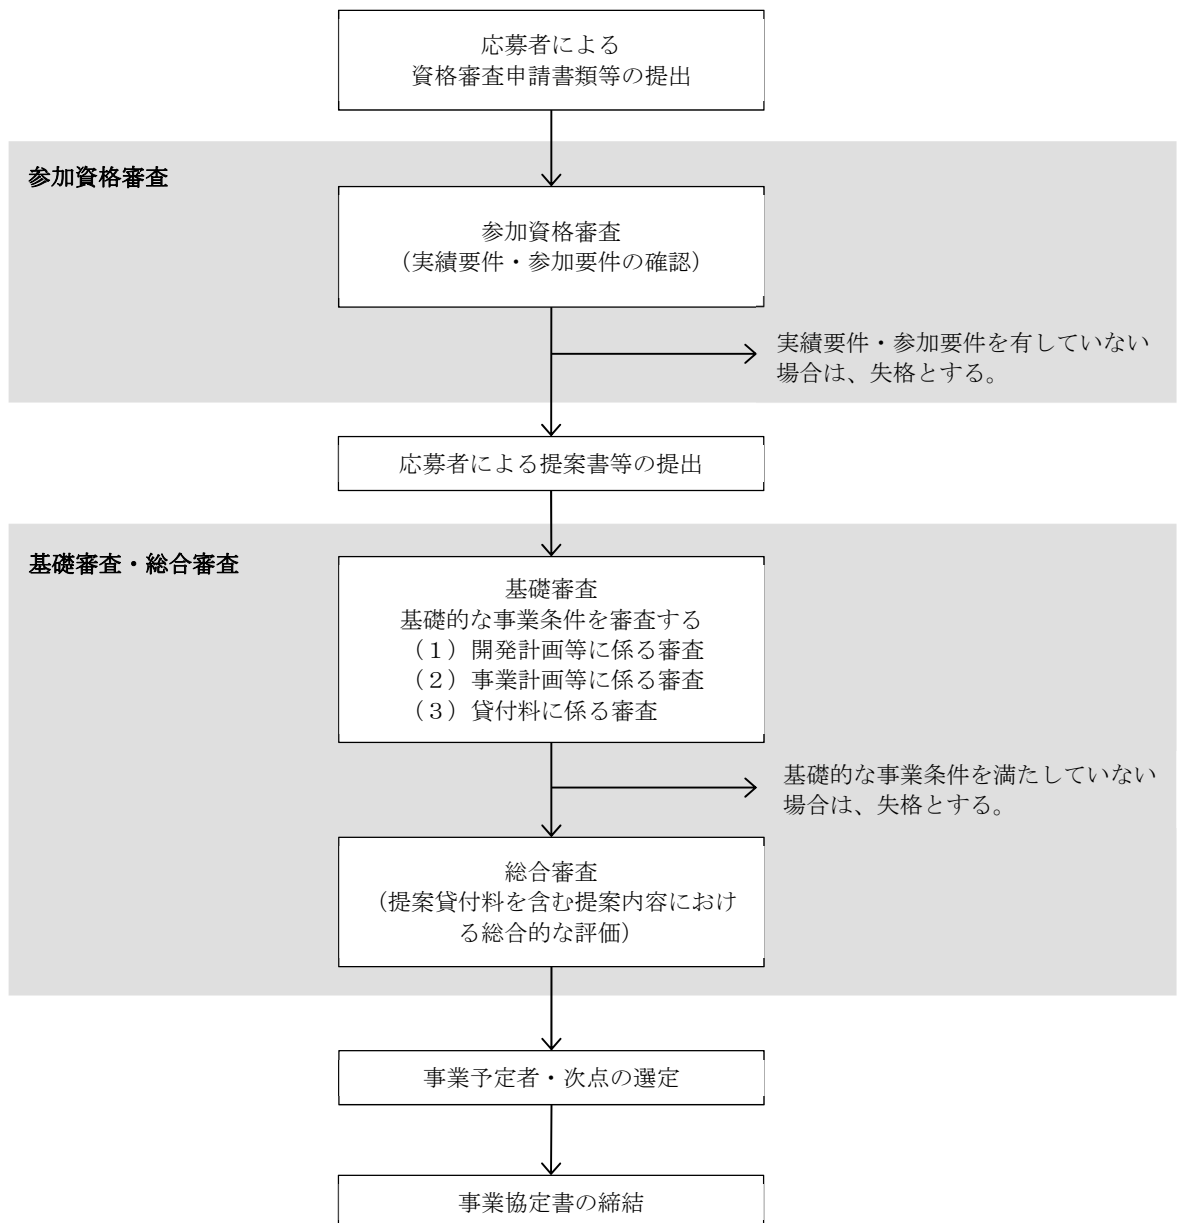 応募者による
資格審査申請書類等の提出
参加資格審査
参加資格審査
（実績要件・参加要件の確認）
実績要件・参加要件を有していない
場合は、失格とする。
応募者による提案書等の提出
基礎審査・総合審査
基礎審査
基礎的な事業条件を審査する
（１）開発計画等に係る審査
（２）事業計画等に係る審査
（３）貸付料に係る審査
基礎的な事業条件を満たしていない
場合は、失格とする。
総合審査
（提案貸付料を含む提案内容におけ
る総合的な評価）
事業予定者・次点の選定
事業協定書の締結